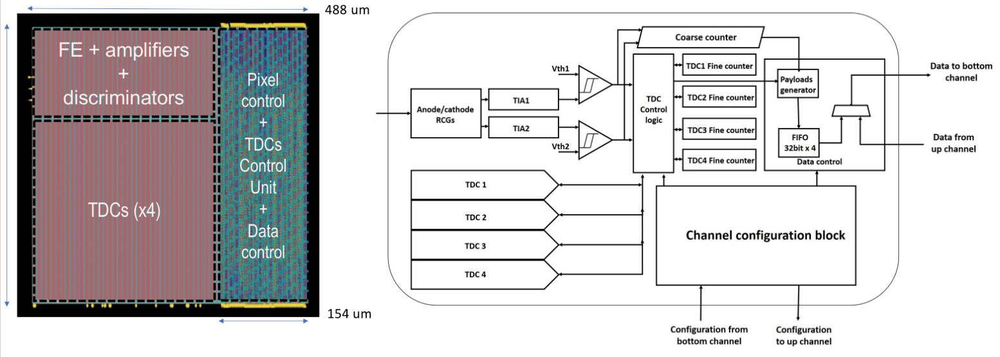 488 um
FE + amplifiers
+
discriminators
TDCs (x4)
Pixel
control
+
TDCs
Control
Unit
+
Data
control
154 um
Coarse counter
Vth1
Anode/cathode
RCGs
TIA1
TIA2
Vth2
TDC
Control
logic
TDC1 Fine counter
TDC2 Fine counter
TDC3 Fine counter
TDC4 Fine counter
Payloads
generator
FIFO
32bit x 4
Data control
Data to bottom
channel
Data from
up channel
TDC 1
TDC 2
TDC 3
TDC 4
Channel configuration block
Configuration from
bottom channel
Configuration
to up channel